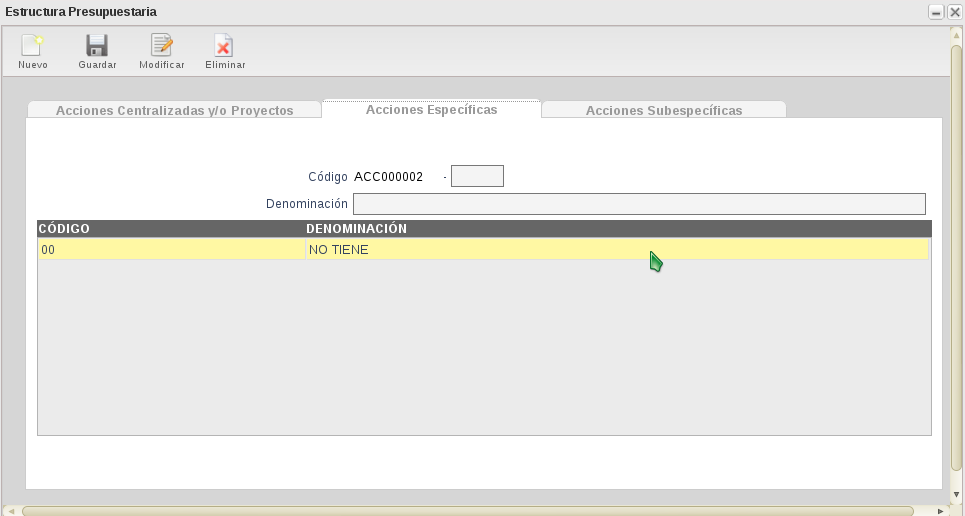 Estructura Presupuestaria
Nuevo Guardar Modificar Eliminar
Acciones Centralizadas y/o Proyectos Acciones Específicas Acciones Subespecíficas
Código ACC000002 -
Denominación
CÓDIGO DENOMINACIÓN
00 NO TIENE